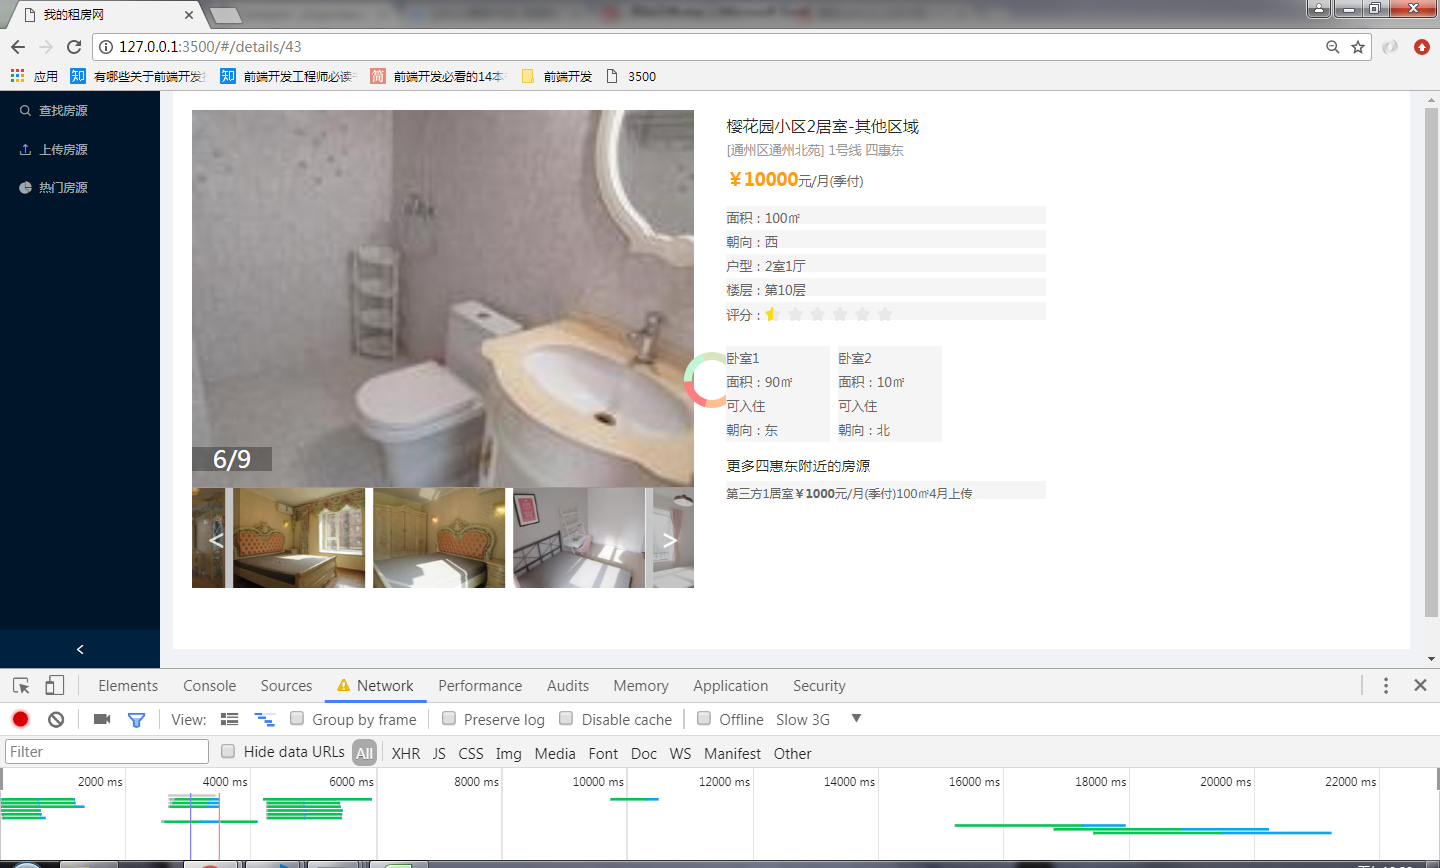 我的租房网
127.0.0.1:3500/#/details/43
应用 有哪些关于前端开发 前端开发工程师必读 前端开发必看的14本 前端开发 3500
查找房源
上传房源
热门房源
<
6/9
< >
樱花园小区2居室-其他区域
[通州区通州北苑] 1号线 四惠东
￥10000元/月(季付)
面积：100㎡
朝向：西
户型：2室1厅
楼层：第10层
评分：
卧室1 卧室2
面积：90㎡ 面积：10㎡
可入住 可入住
朝向：东 朝向：北
更多四惠东附近的房源
第三方1居室￥1000元/月(季付)100㎡4月上传
Elements Console Sources Network Performance Audits Memory Application Security
View: Group by frame Preserve log Disable cache Offline Slow 3G
Filter Hide data URLs All XHR JS CSS Img Media Font Doc WS Manifest Other
2000 ms 4000 ms 6000 ms 8000 ms 10000 ms 12000 ms 14000 ms 16000 ms 18000 ms 20000 ms 22000 ms